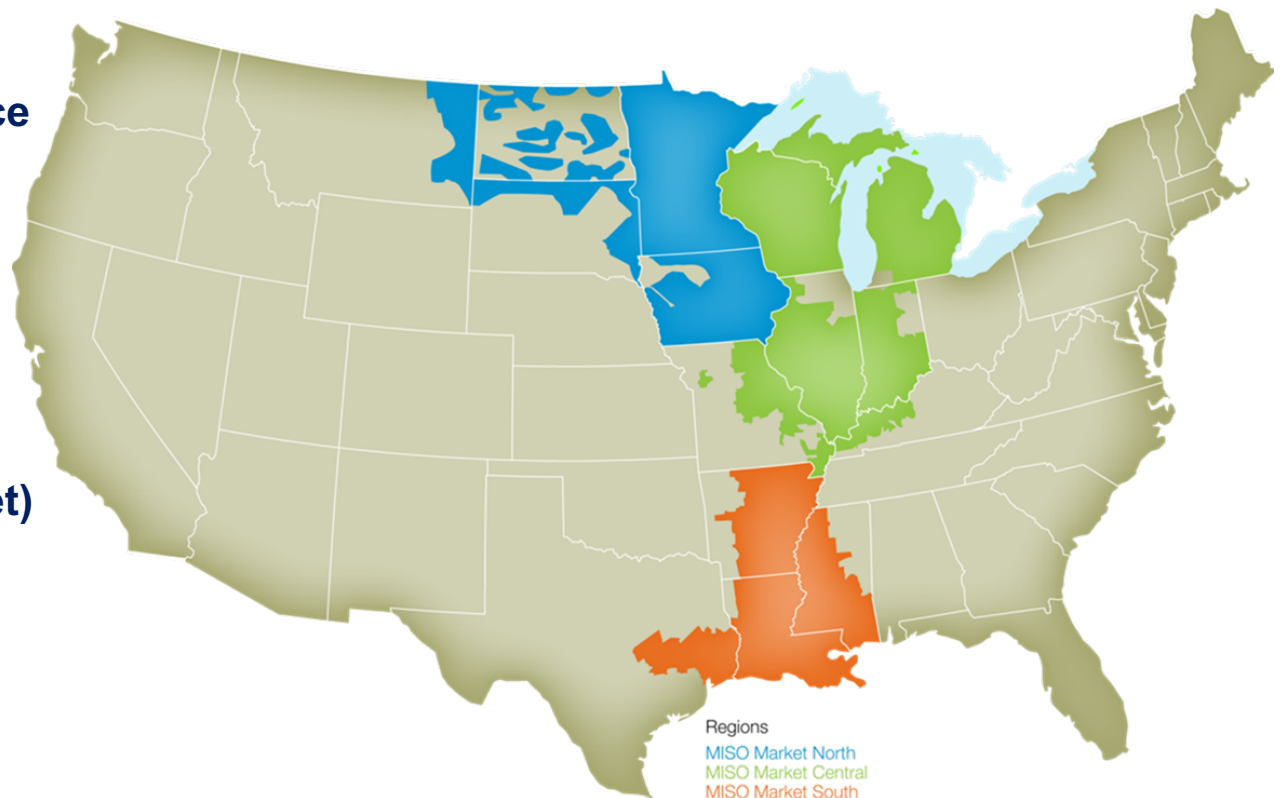 ce
et)
Regions
MISO Market North
MISO Market Central
MISO Market South